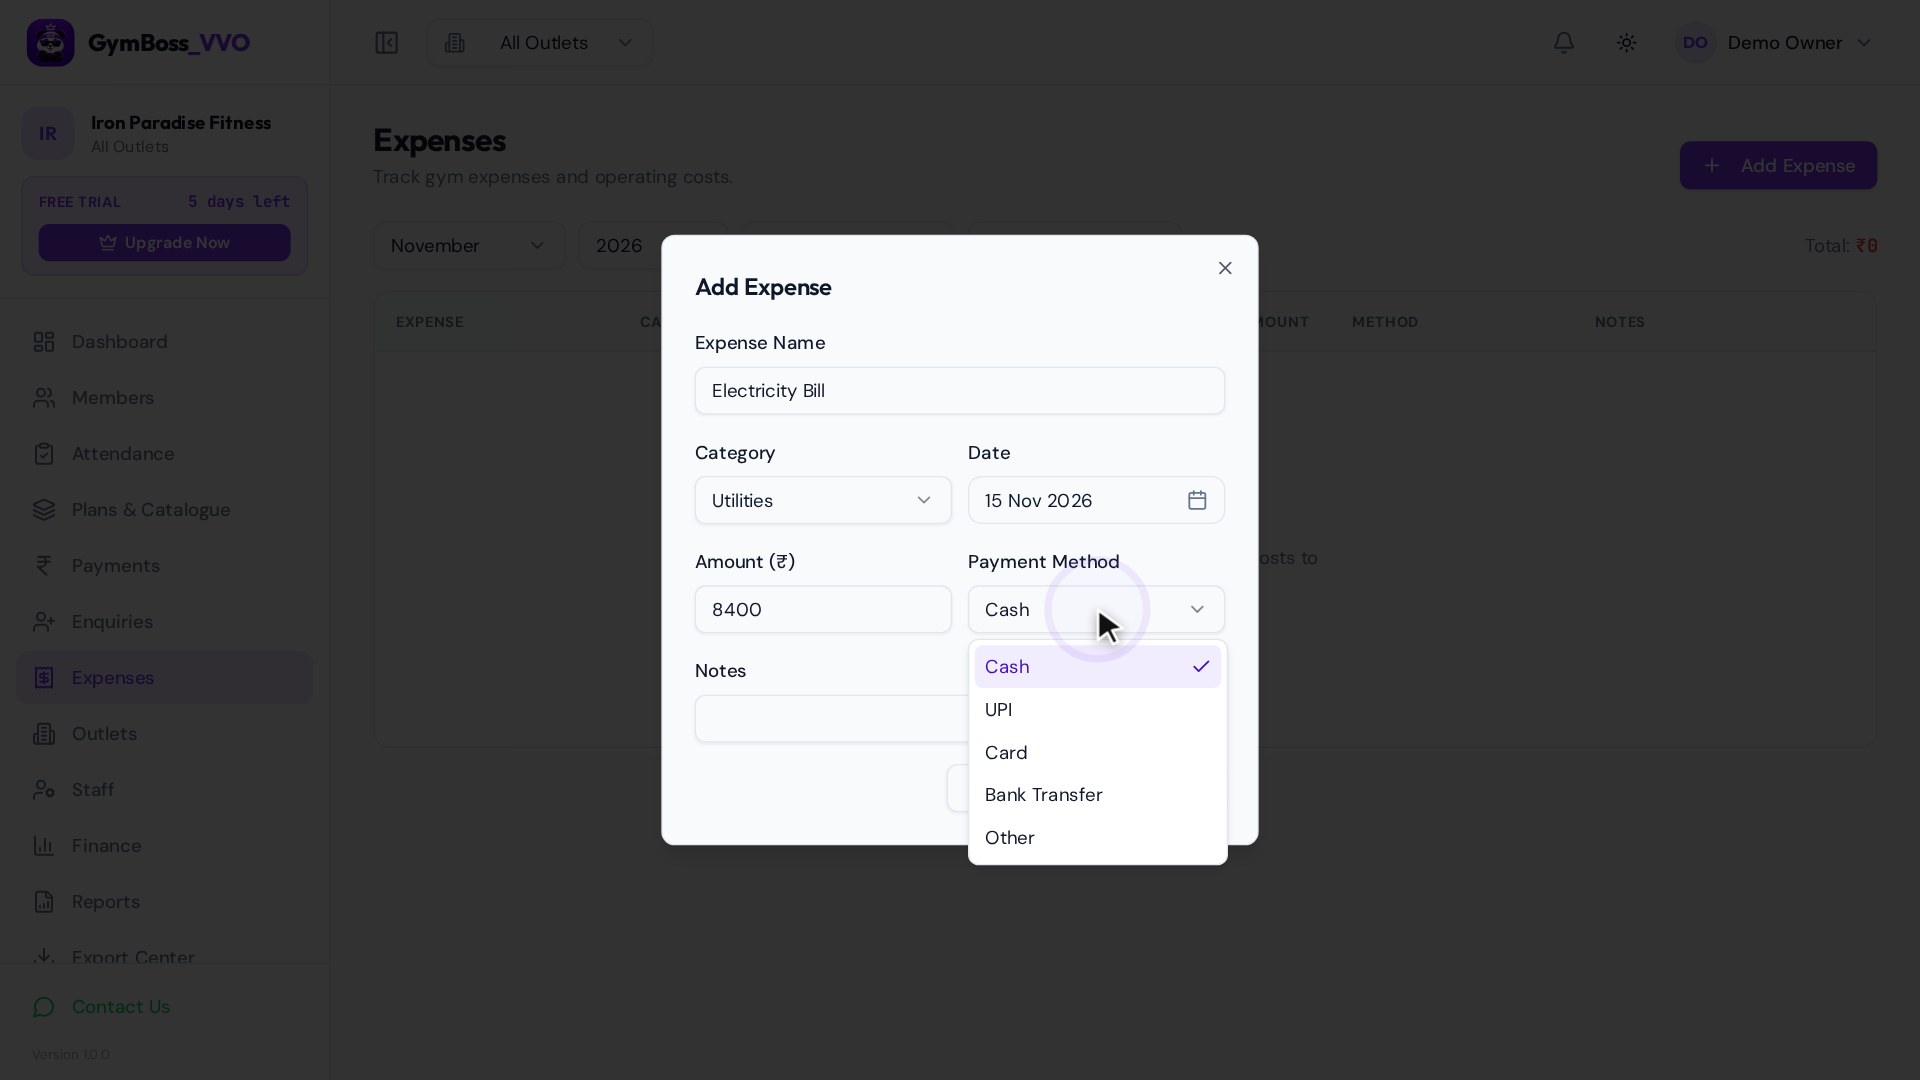 GymBoss_VVO
All Outlets
DO
Demo Owner
IR
Iron Paradise Fitness
All Outlets
FREE TRIAL
5 days left
Upgrade Now
Dashboard
Members
Attendance
Plans & Catalogue
Payments
Enquiries
Expenses
Outlets
Staff
Finance
Reports
Export Center
Contact Us
Version 1.0.0
Expenses
Track gym expenses and operating costs.
+ Add Expense
November
2026
Total: ₹0
EXPENSE
METHOD
NOTES
costs to
Add Expense
Expense Name
Electricity Bill
Category
Date
Utilities
15 Nov 2026
Amount (₹)
Payment Method
8400
Cash
Notes
Cash
UPI
Card
Bank Transfer
Other